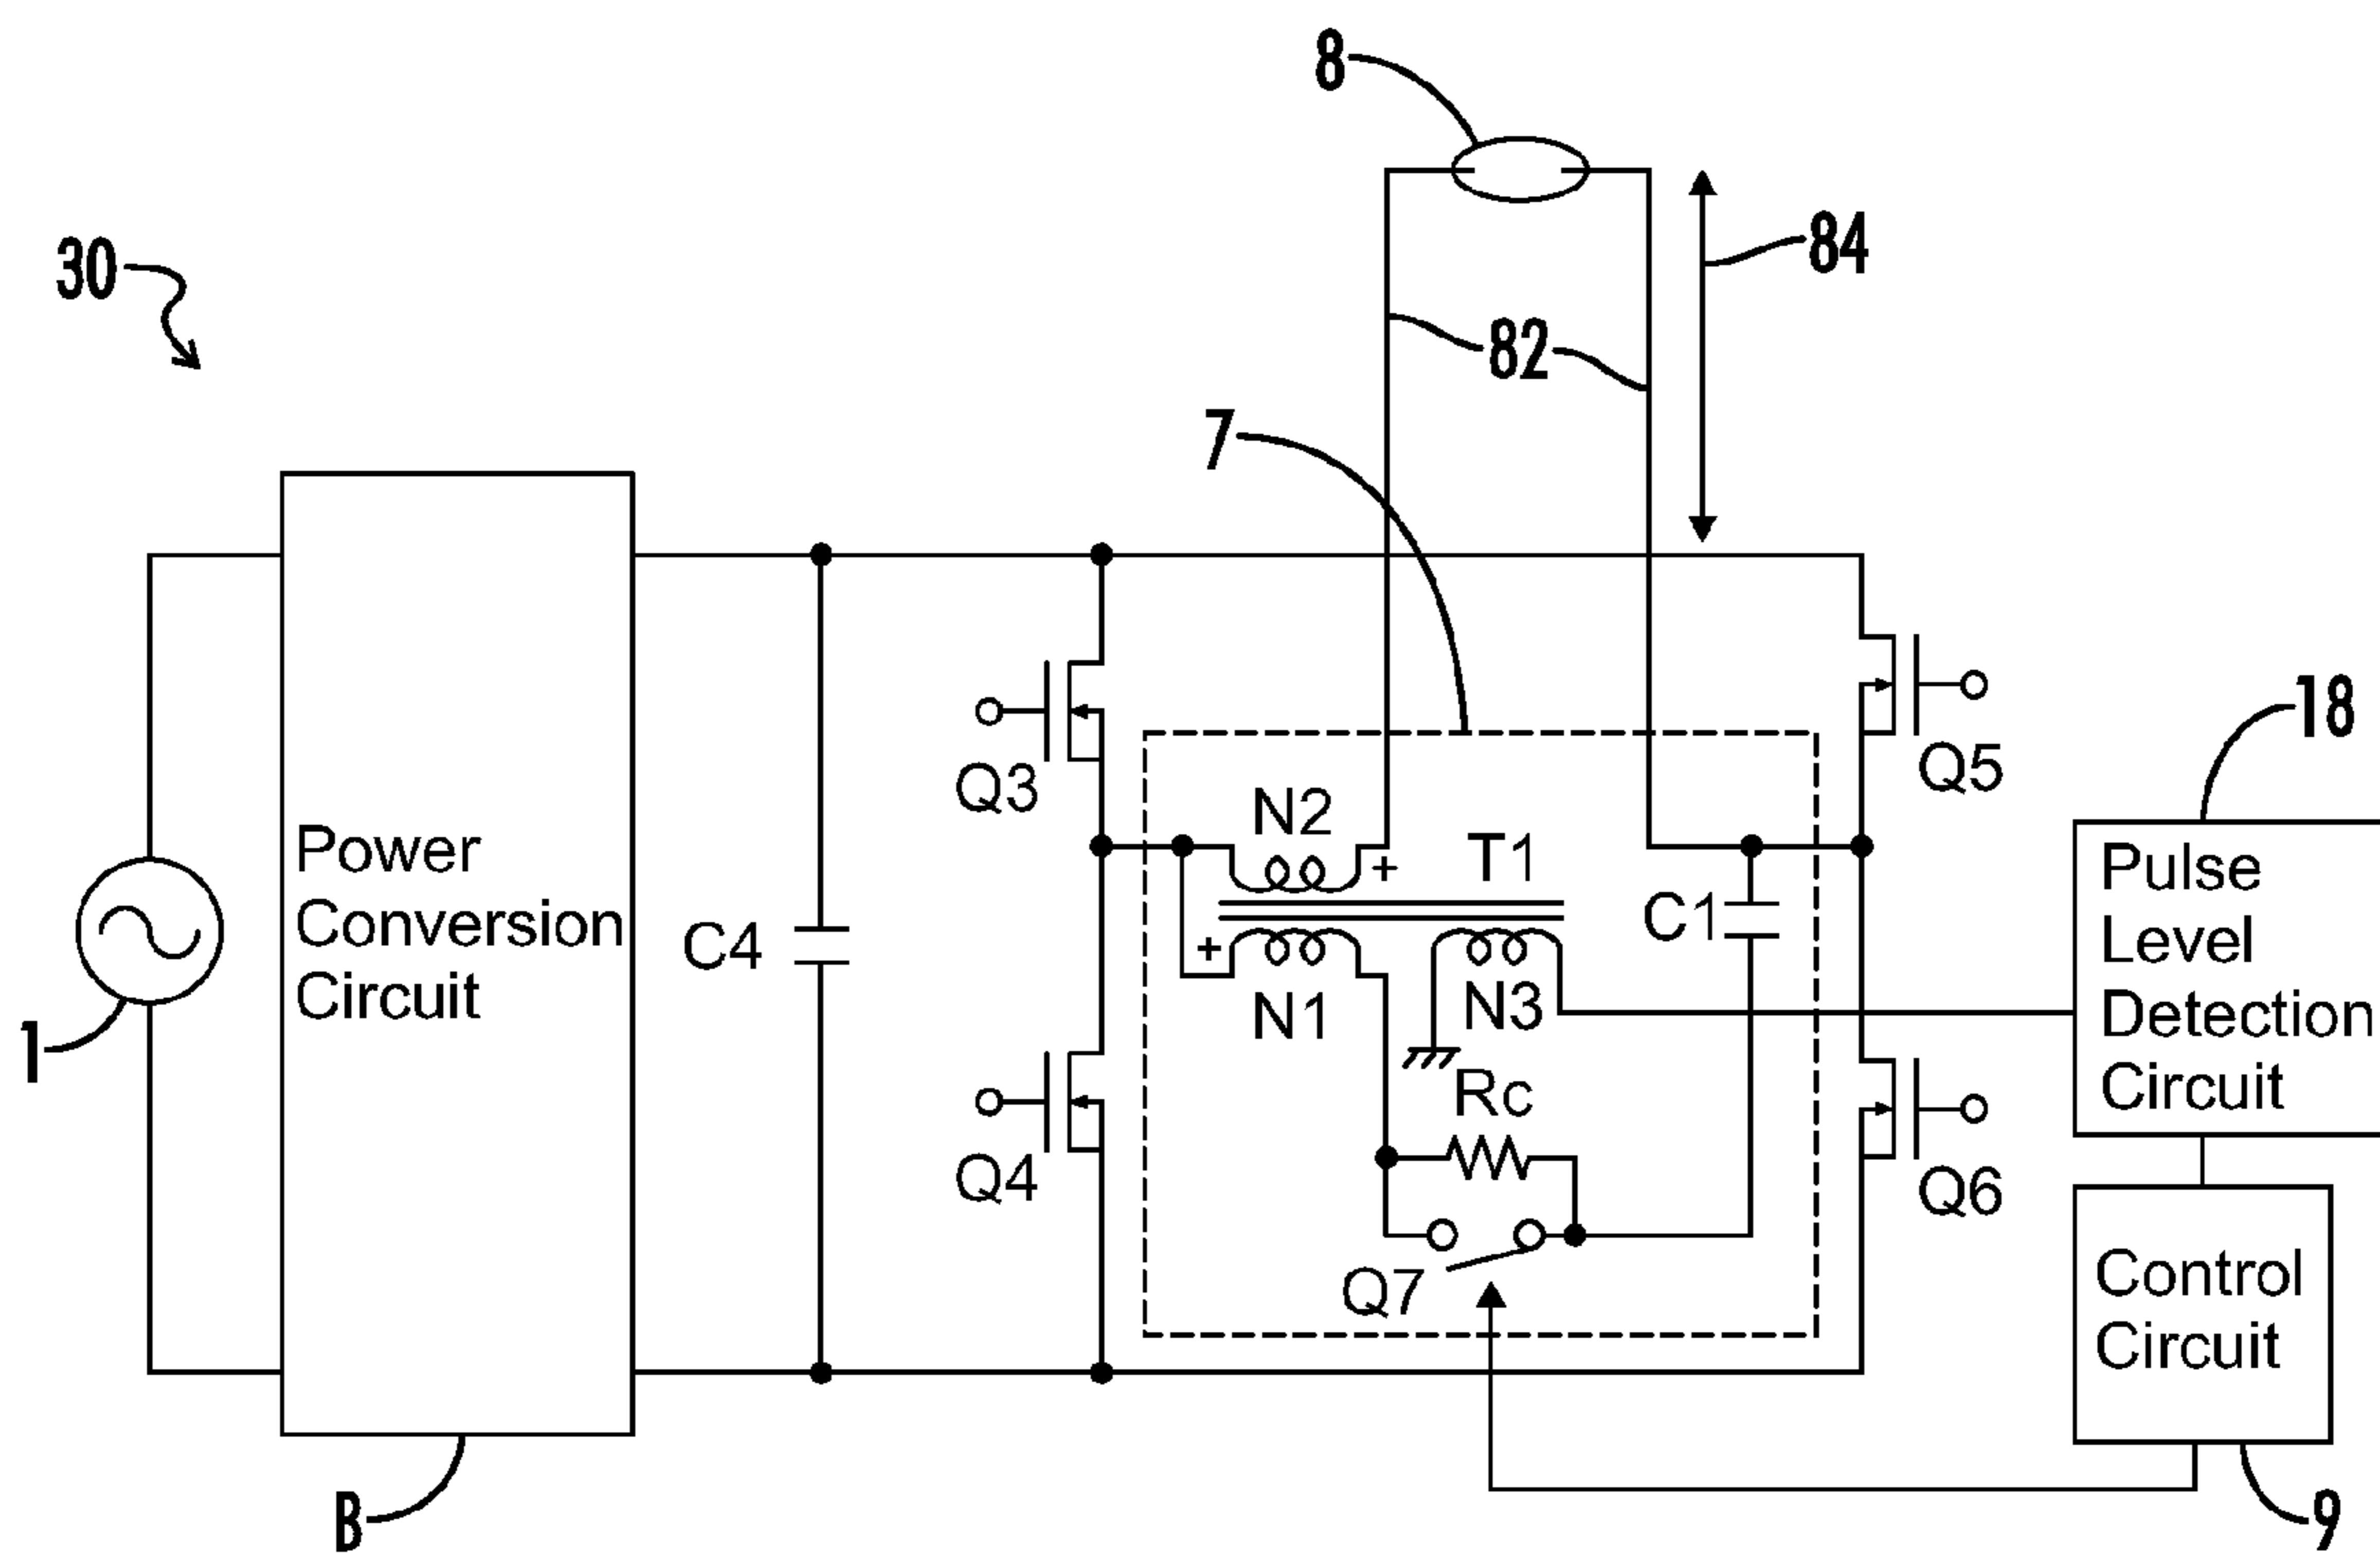 8
30
84
82
7
18
Q5
Q3
N2
T1
+
Power
Conversion
Circuit
C4
C1
Pulse
Level
Detection
Circuit
+
N1
N3
1
Rc
Q4
Q6
Q7
Control
Circuit
B
9